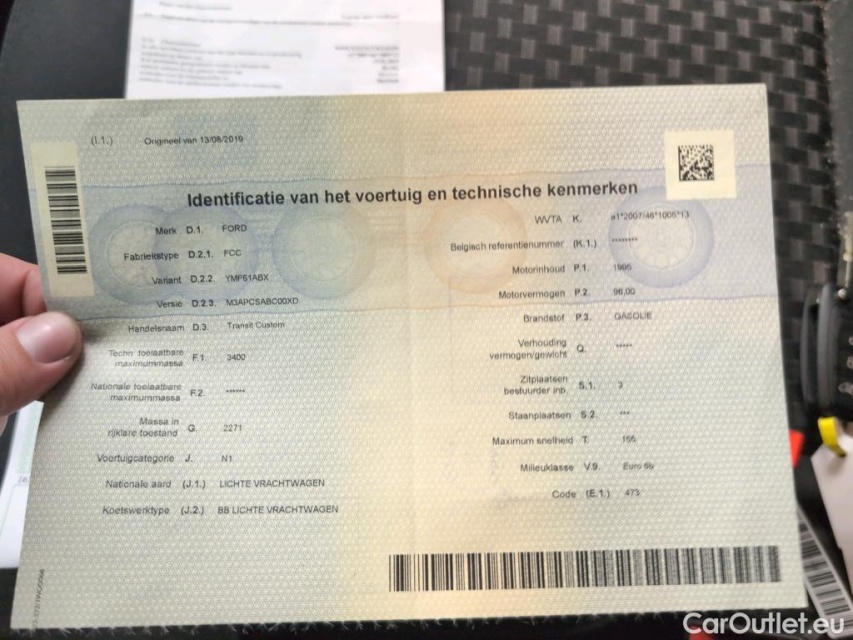 (I.1.) Origineel van 13/08/2019
Identificatie van het voertuig en technische kenmerken
Merk D.1. FORD
Fabriekstype D.2.1. FCC
Variant D.2.2. YMF61ABX
Versie D.2.3. M3APCSABC00XD
Handelsnaam D.3. Transit Custom
Techn toelaatbare
maximummassa F.1. 3400
Nationale toelaatbare
maximummassa F.2. ******
Massa in
rijklare toestand G. 2271
Voertuigcategorie J. N1
Nationale aard (J.1.) LICHTE VRACHTWAGEN
Koetswerktype (J.2.) BB LICHTE VRACHTWAGEN
WVTA K. e1*2007/46*1006*13
Belgisch referentienummer (K.1.) ********
Motorinhoud P.1. 1995
Motorvermogen P.2. 96,00
Brandstof P.3. GASOLIE
Verhouding
vermogen/gewicht Q. *****
Zitplaatsen
bestuurder inb. S.1. 3
Staanplaatsen S.2. ***
Maximum snelheid T. 166
Milieuklasse V.9. Euro 6b
Code (E.1.) 473
CarOutlet.eu